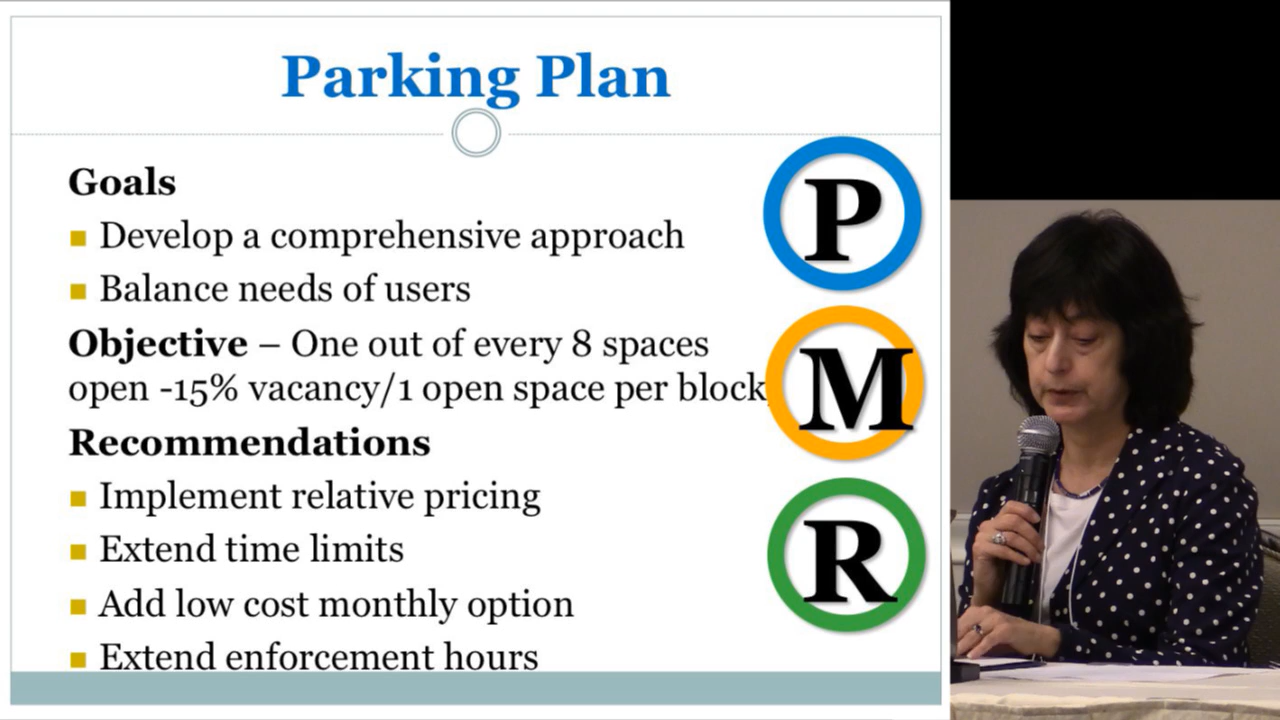 Parking Plan
Goals
Develop a comprehensive approach
Balance needs of users
Objective – One out of every 8 spaces
open -15% vacancy/1 open space per block
Recommendations
Implement relative pricing
Extend time limits
Add low cost monthly option
Extend enforcement hours
P
M
R